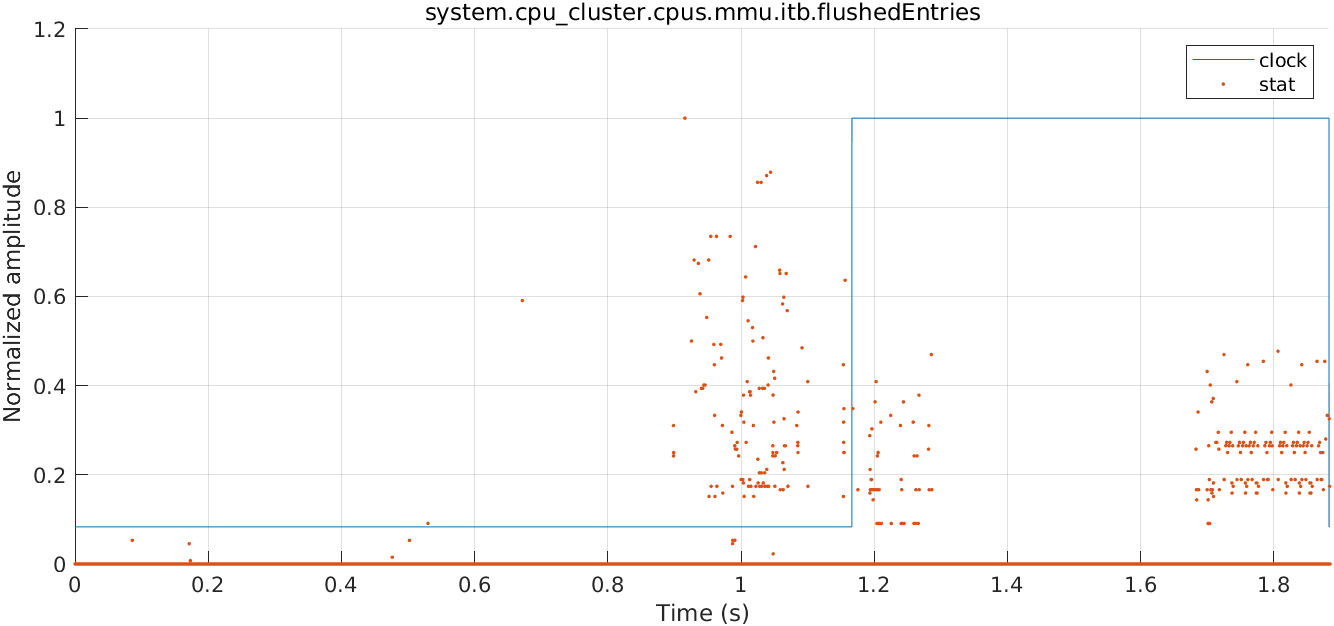 system.cpu_cluster.cpus.mmu.itb.flushedEntries
1.2
1
0.8
0.6
0.4
0.2
0
Normalized amplitude
clock
stat
0 0.2 0.4 0.6 0.8 1 1.2 1.4 1.6 1.8
Time (s)